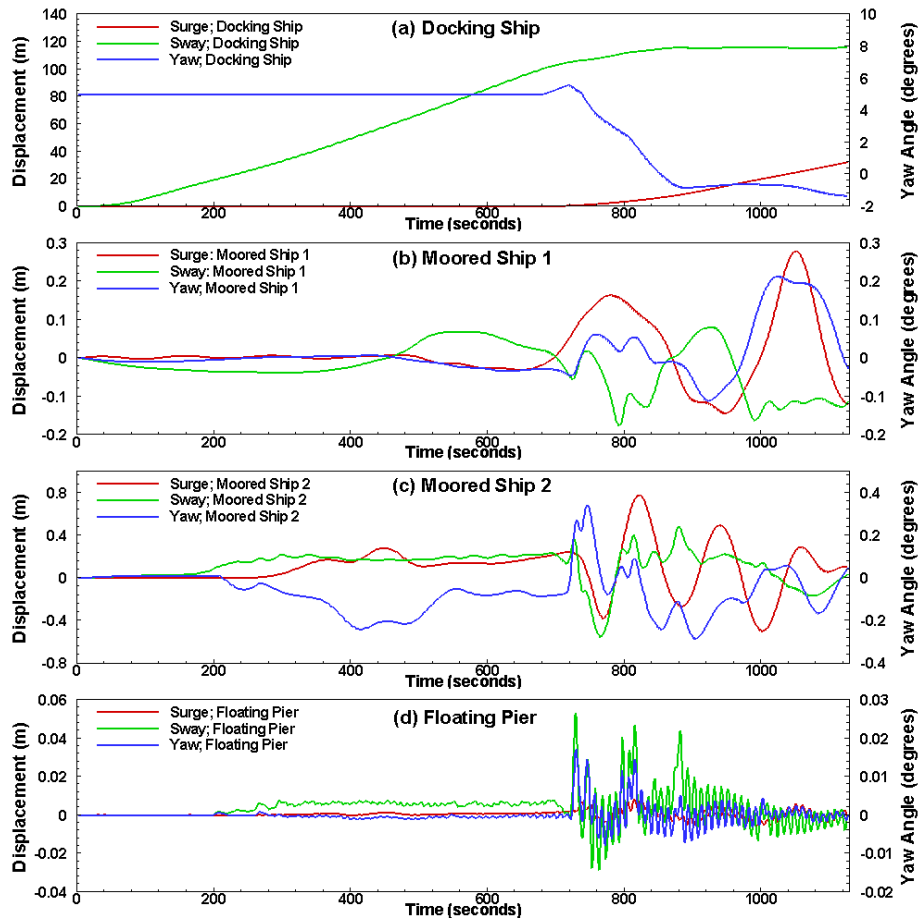 140
120
100
80
60
40
20
0
Displacement (m)
Surge; Docking Ship
Sway; Docking Ship
Yaw; Docking Ship
(a) Docking Ship
10
8
6
4
2
0
-2
Yaw Angle (degrees)
0 200 400 600 800 1000
Time (seconds)
0.3
0.2
0.1
0
-0.1
-0.2
Displacement (m)
Surge: Moored Ship 1
Sway: Moored Ship 1
Yaw; Moored Ship 1
(b) Moored Ship 1
0.3
0.2
0.1
0
-0.1
-0.2
Yaw Angle (degrees)
0 200 400 600 800 1000
Time (seconds)
0.8
0.4
0
-0.4
-0.8
Displacement (m)
Surge; Moored Ship 2
Sway; Moored Ship 2
Yaw; Moored Ship 2
(c) Moored Ship 2
0.4
0.2
0
-0.2
-0.4
Yaw Angle (degrees)
0 200 400 600 800 1000
Time (seconds)
0.06
0.04
0.02
0
-0.02
-0.04
Displacement (m)
Surge; Floating Pier
Sway; Floating Pier
Yaw; Floating Pier
(d) Floating Pier
0.03
0.02
0.01
0
-0.01
-0.02
Yaw Angle (degrees)
0 200 400 600 800 1000
Time (seconds)